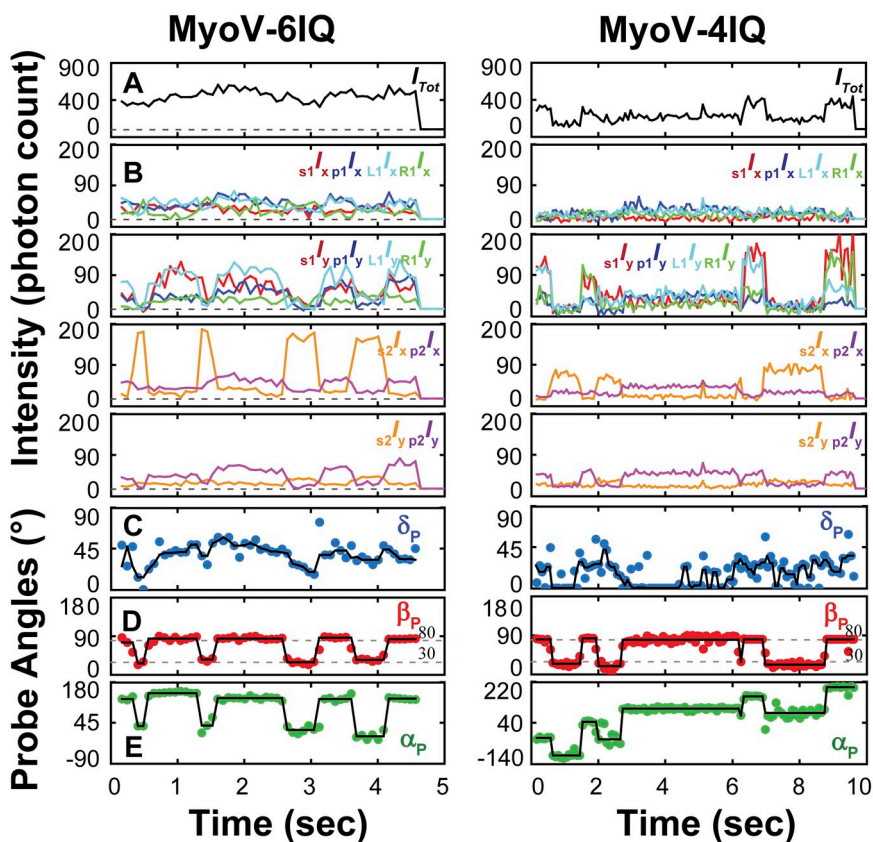 MyoV-6IQ MyoV-4IQ
Intensity (photon count)
Probe Angles (°)
A
I Tot
900
400
0
B
s1Ix p1Ix L1Ix R1Ix
200
90
0
s1Iy p1Iy L1Iy R1Iy
200
90
0
s2Ix p2Ix
200
90
0
s2Iy p2Iy
200
90
0
C
δP
90
45
0
D
βP
180
90
0
80
30
E
αP
180
45
-90
0 1 2 3 4 5
Time (sec)
I Tot
900
400
0
s1Ix p1Ix L1Ix R1Ix
200
90
0
s1Iy p1Iy L1Iy R1Iy
200
90
0
s2Ix p2Ix
200
90
0
s2Iy p2Iy
200
90
0
δP
90
45
0
βP
180
90
0
80
30
αP
220
40
-140
0 2 4 6 8 10
Time (sec)